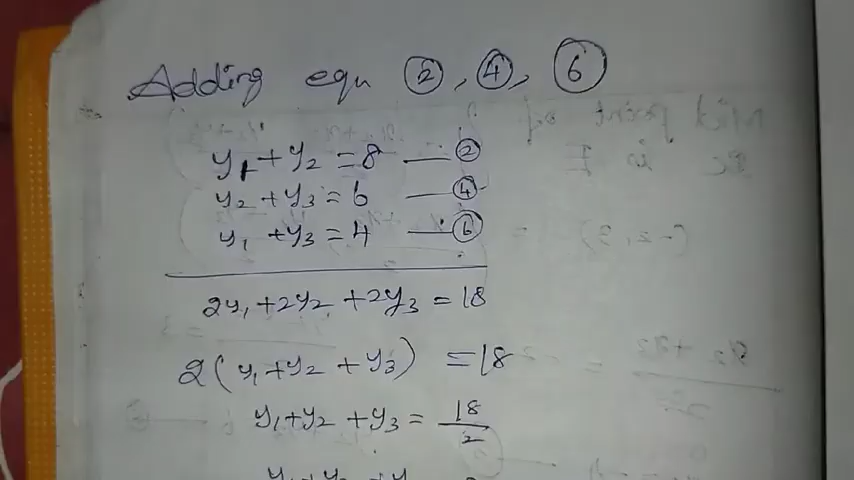 Adding equ ②, ④, ⑥
y₁ + y₂ = 8 —— ②
y₂ + y₃ = 6 —— ④
y₁ + y₃ = 4 —— ⑥
2y₁ + 2y₂ + 2y₃ = 18
2(y₁ + y₂ + y₃) = 18
y₁ + y₂ + y₃ = 18/2